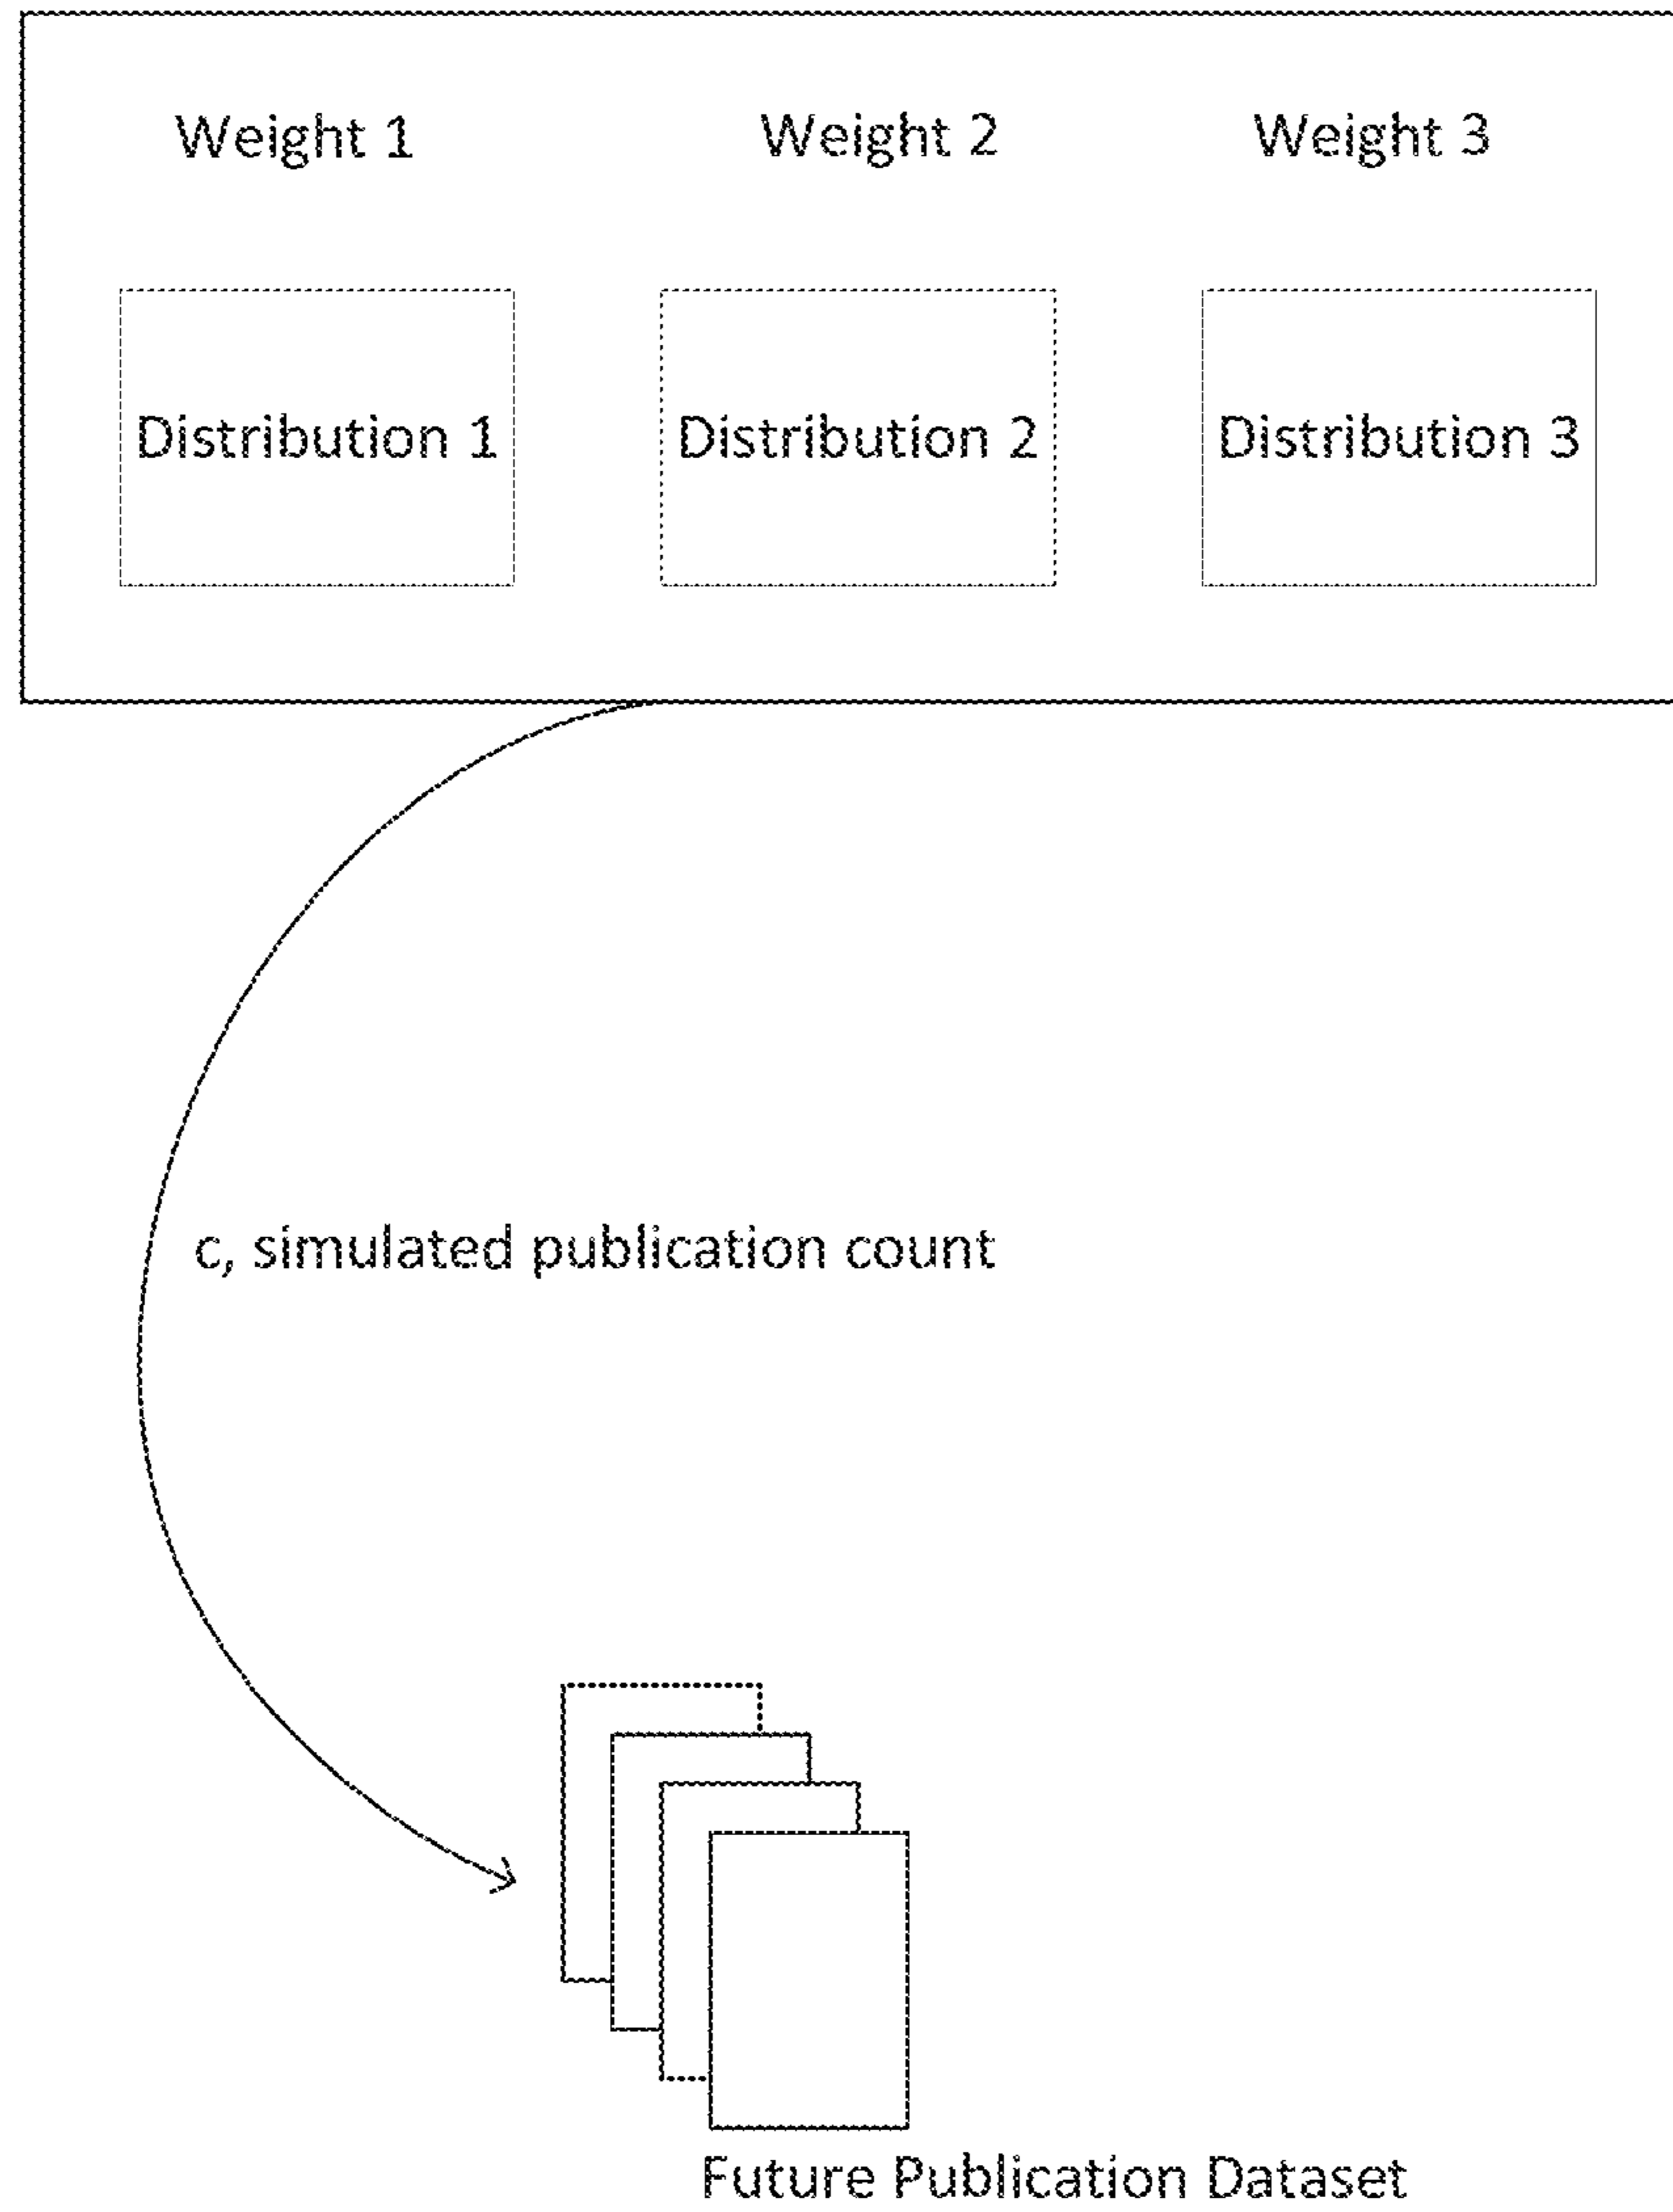 Weight 1 Weight 2 Weight 3
Distribution 1 Distribution 2 Distribution 3
c, simulated publication count
Future Publication Dataset